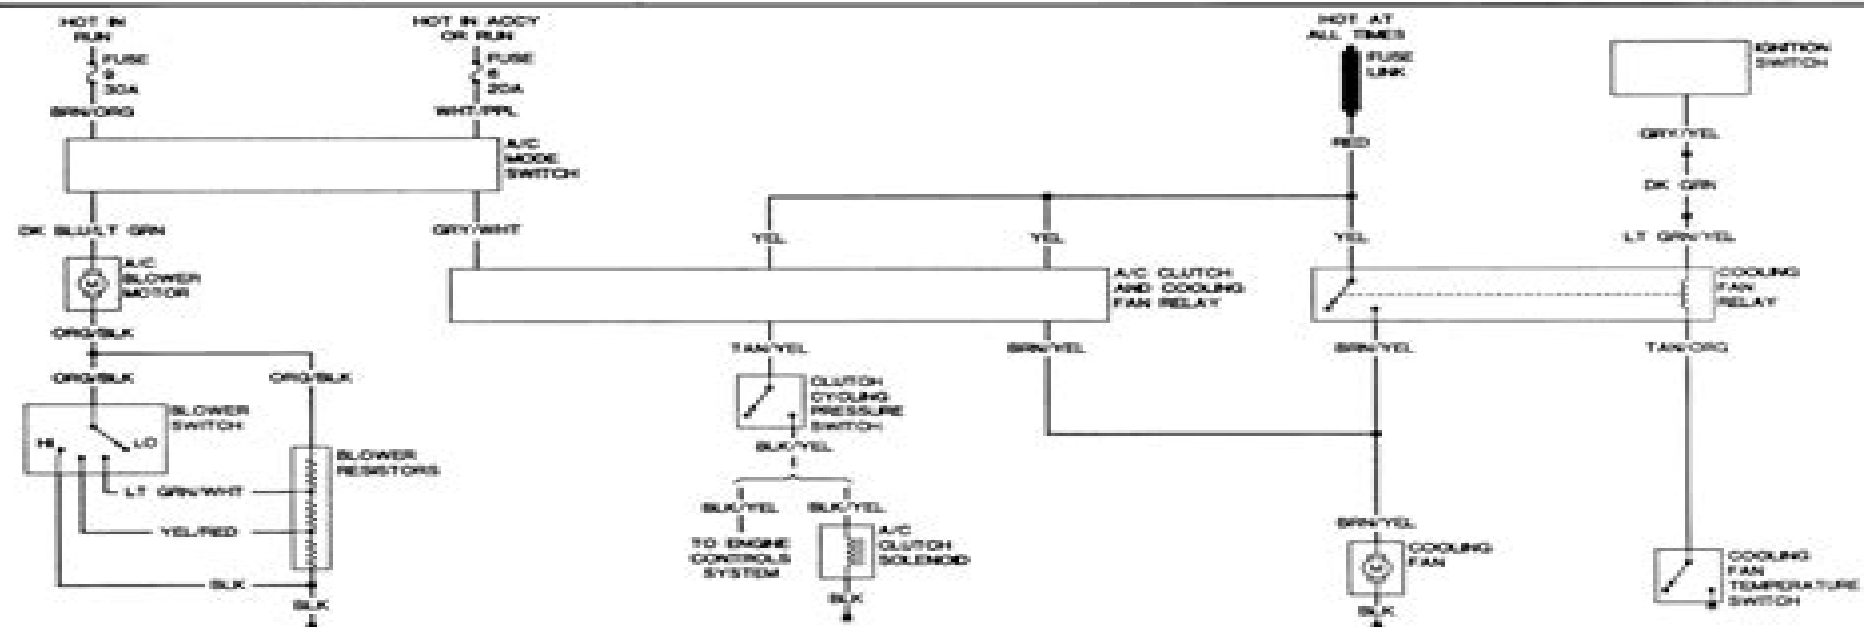 HOT IN
RUN
FUSE
9
30A
BRN/ORG
HOT IN ACCY
OR RUN
FUSE
6
20A
WHT/PPL
A/C
MODE
SWITCH
HOT AT
ALL TIMES
FUSE
LINK
RED
IGNITION
SWITCH
GRY/YEL
DK GRN
LT GRN/YEL
DK BLU/LT GRN
GRY/WHT
YEL
YEL
YEL
A/C
BLOWER
MOTOR
A/C CLUTCH
AND COOLING
FAN RELAY
COOLING
FAN
RELAY
ORG/BLK
ORG/BLK
ORG/BLK
TAN/YEL
BRN/YEL
BRN/YEL
TAN/ORG
BLOWER
SWITCH
HI
LO
BLOWER
RESISTORS
LT GRN/WHT
YEL/RED
BLK
BLK
CLUTCH
CYCLING
PRESSURE
SWITCH
BLK/YEL
BLK/YEL
BLK/YEL
TO ENGINE
CONTROLS
SYSTEM
A/C
CLUTCH
SOLENOID
BLK
BRN/YEL
COOLING
FAN
M
BLK
COOLING
FAN
TEMPERATURE
SWITCH